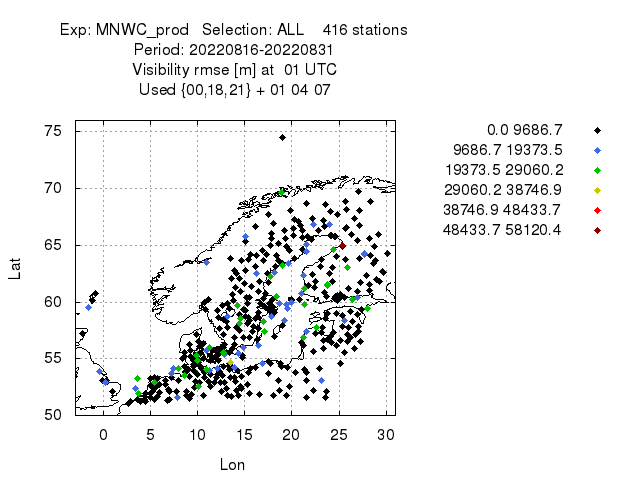 Exp: MNWC_prod   Selection: ALL    416 stations
Period: 20220816-20220831
Visibility rmse [m] at  01 UTC
Used {00,18,21} + 01 04 07
0.0 9686.7
9686.7 19373.5
19373.5 29060.2
29060.2 38746.9
38746.9 48433.7
48433.7 58120.4
75
70
65
60
55
50
Lat
0 5 10 15 20 25 30
Lon